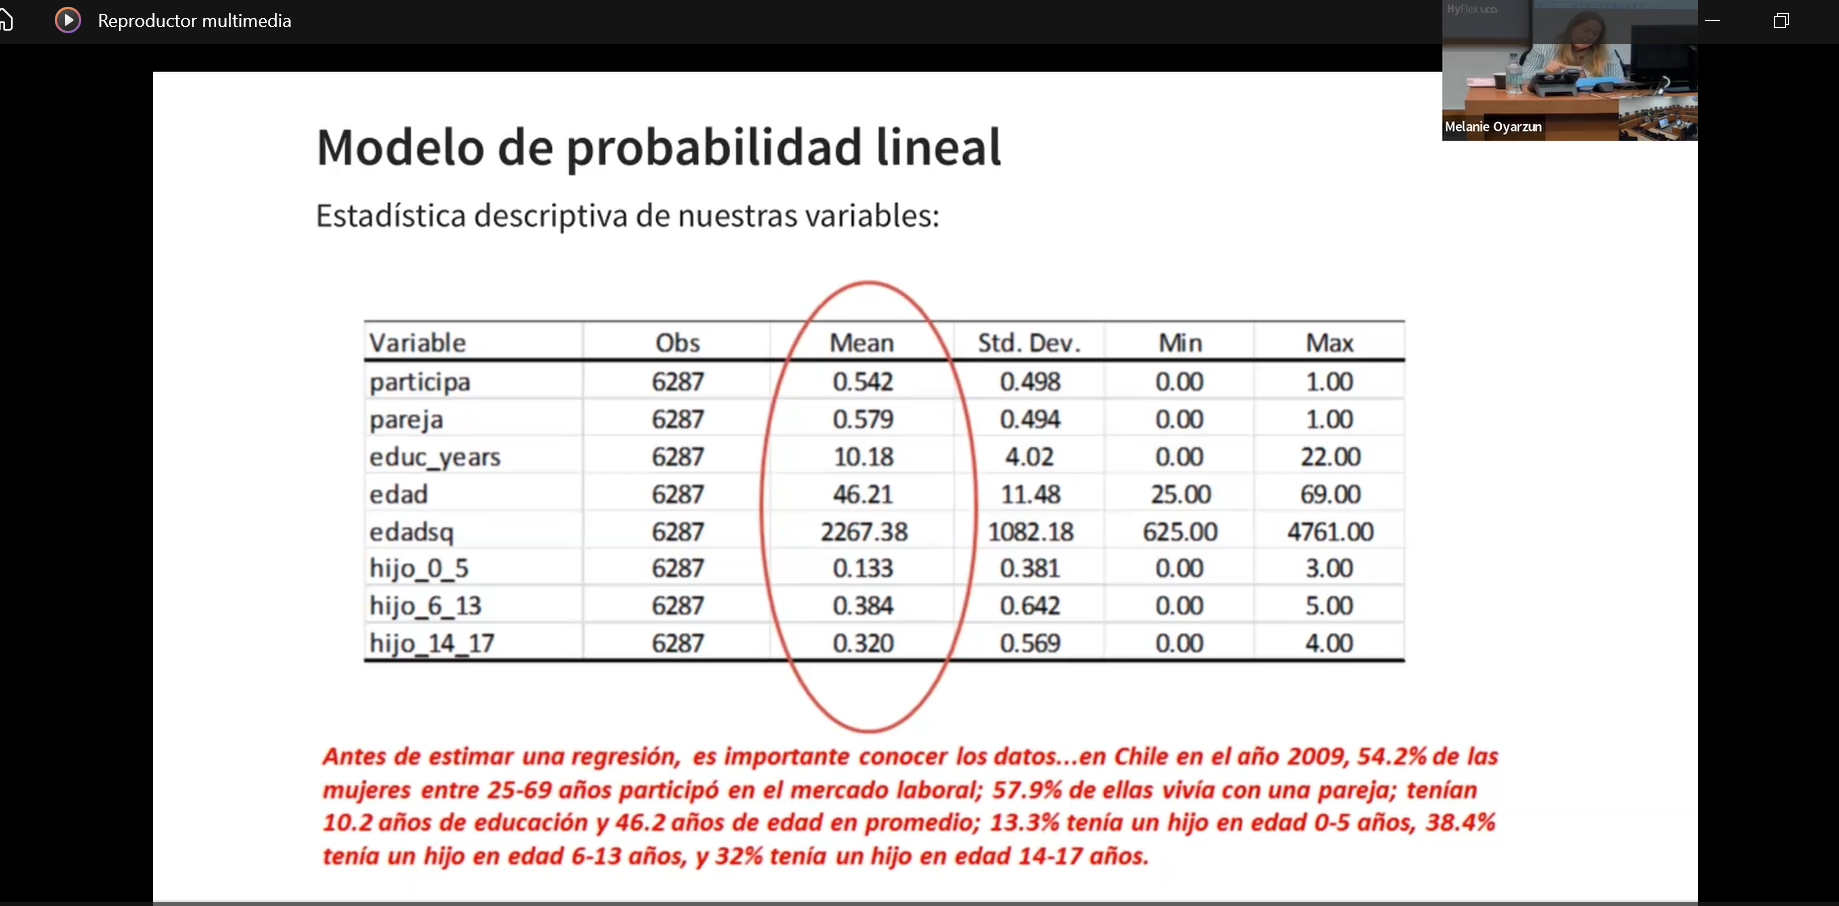 Reproductor multimedia
HyFlex UDD
Melanie Oyarzun
Modelo de probabilidad lineal
Estadística descriptiva de nuestras variables:
Variable Obs Mean Std. Dev. Min Max
participa 6287 0.542 0.498 0.00 1.00
pareja 6287 0.579 0.494 0.00 1.00
educ_years 6287 10.18 4.02 0.00 22.00
edad 6287 46.21 11.48 25.00 69.00
edadsq 6287 2267.38 1082.18 625.00 4761.00
hijo_0_5 6287 0.133 0.381 0.00 3.00
hijo_6_13 6287 0.384 0.642 0.00 5.00
hijo_14_17 6287 0.320 0.569 0.00 4.00
Antes de estimar una regresión, es importante conocer los datos...en Chile en el año 2009, 54.2% de las
mujeres entre 25-69 años participó en el mercado laboral; 57.9% de ellas vivía con una pareja; tenían
10.2 años de educación y 46.2 años de edad en promedio; 13.3% tenía un hijo en edad 0-5 años, 38.4%
tenía un hijo en edad 6-13 años, y 32% tenía un hijo en edad 14-17 años.